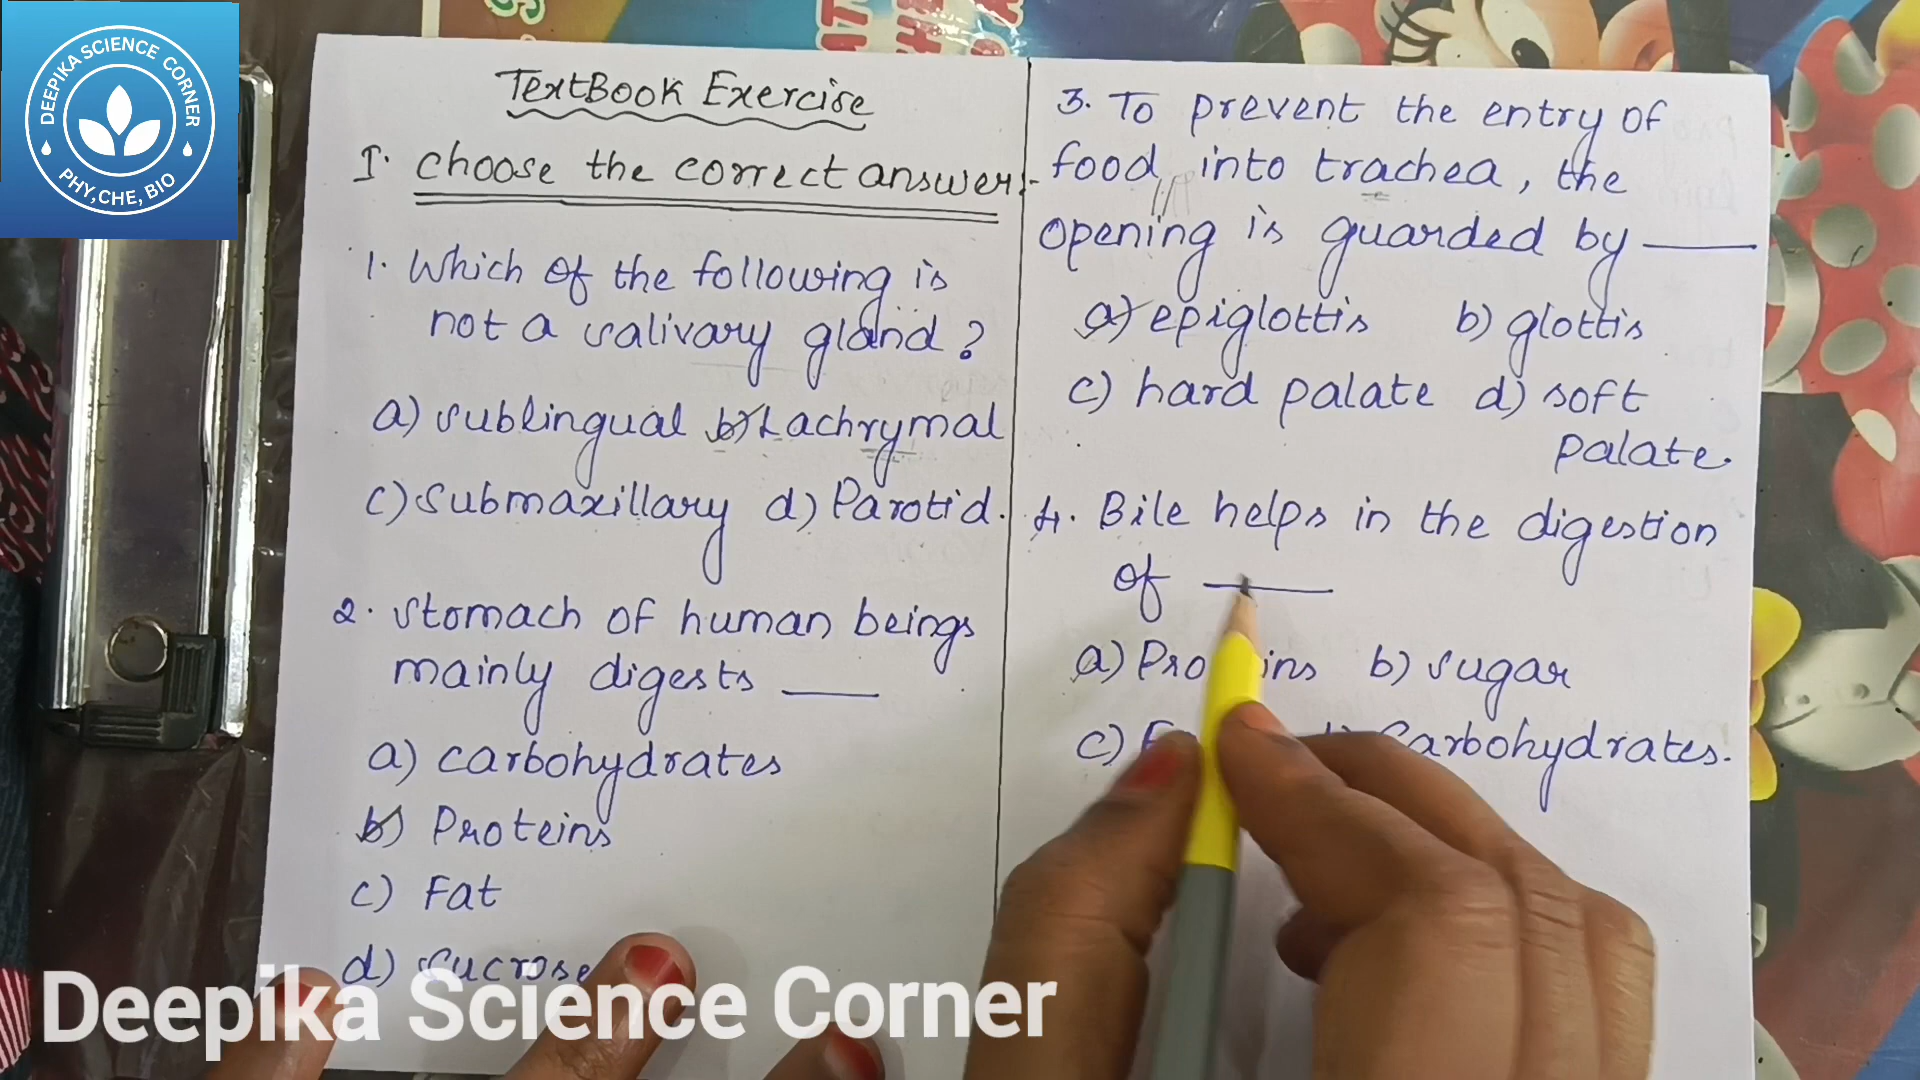 DEEPIKA SCIENCE CORNER
PHY,CHE, BIO
TextBook Exercise
I. choose the correct answer:-
1. Which of the following is
not a salivary gland?
a) sublingual b) Lachrymal
c) Submaxillary d) Parotid.
2. stomach of human beings
mainly digests ___
a) carbohydrates
b) Proteins
c) Fat
d) Sucrose
3. To prevent the entry of
food into trachea, the
opening is guarded by ___
a) epiglottis b) glottis
c) hard palate d) soft
palate.
4. Bile helps in the digestion
of ___
a) b) sugar
c) Carbohydrates.
Deepika Science Corner